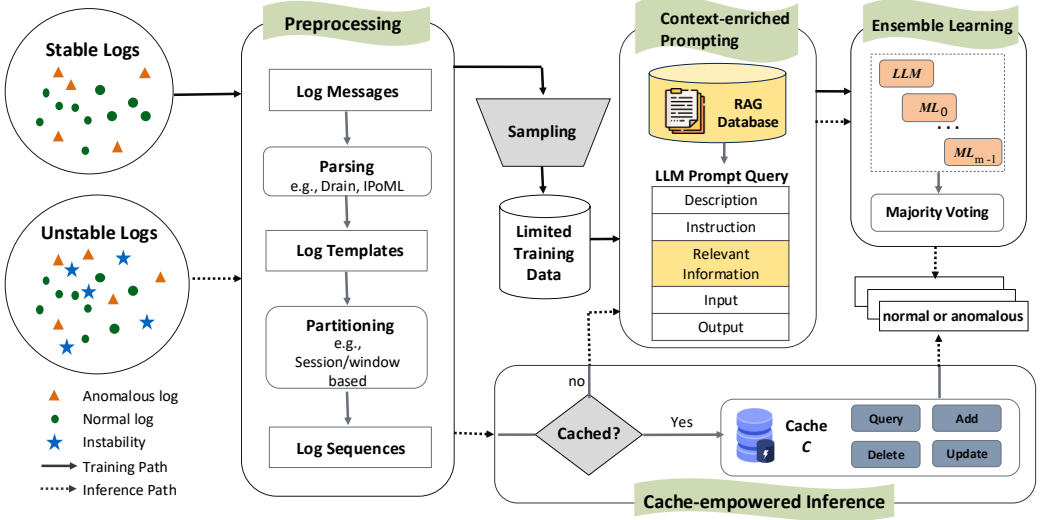 Stable Logs
Unstable Logs
Anomalous log
Normal log
Instability
Training Path
Inference Path
Preprocessing
Log Messages
Parsing
e.g., Drain, IPoML
Log Templates
Partitioning
e.g.,
Session/window
based
Log Sequences
Sampling
Limited
Training
Data
Context-enriched
Prompting
RAG
Database
LLM Prompt Query
Description
Instruction
Relevant
Information
Input
Output
Ensemble Learning
LLM
ML0
...
MLm-1
Majority Voting
normal or anomalous
no
Cached?
Yes
Cache
C
Query
Add
Delete
Update
Cache-empowered Inference